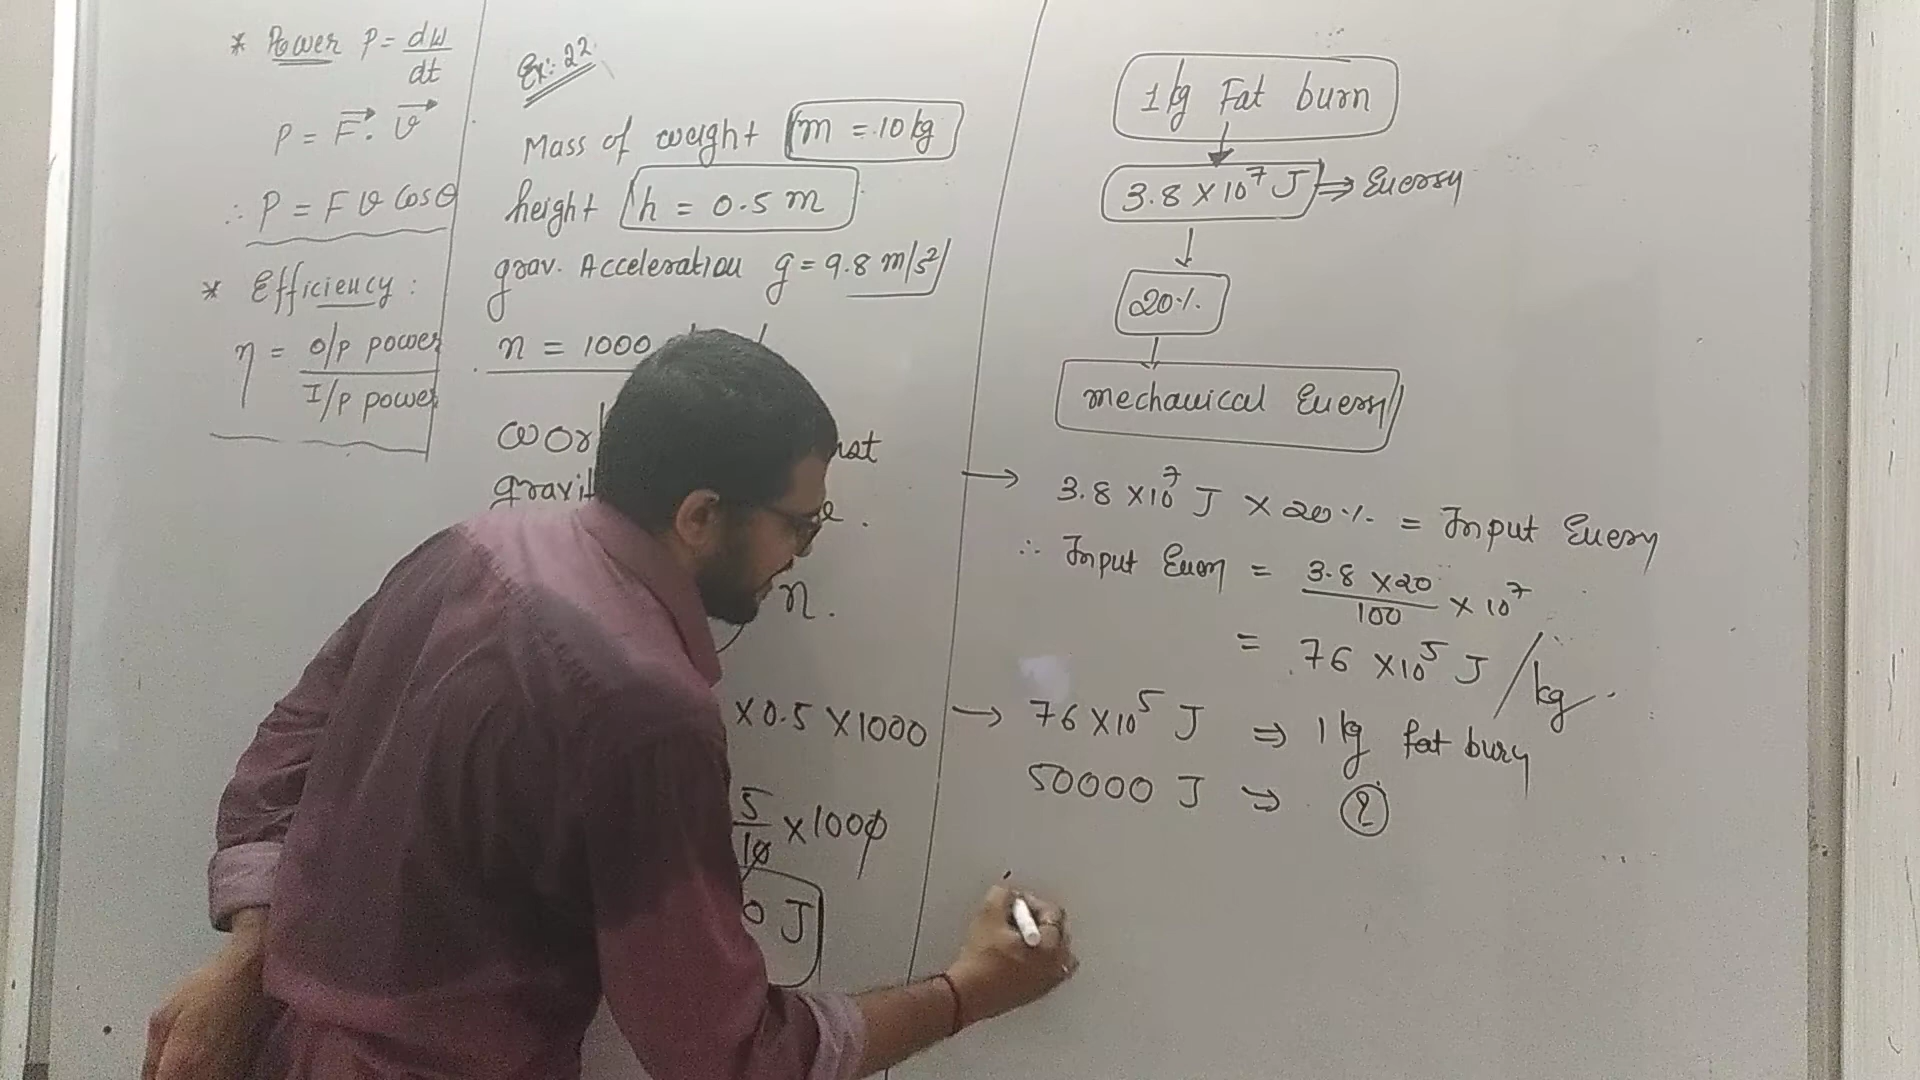 * Power P = dw/dt
P = F⃗ . v⃗
∴ P = F v Cosθ
* Efficiency :
η = O/P power / I/P power
Ex:- 22
Mass of weight m = 10 kg
height h = 0.5 m
grav. Acceleration g = 9.8 m/s²
n = 1000
n.
x 0.5 x 1000
5/10 x 1000
0 J
1 kg Fat burn
3.8 x 10⁷ J ⇒ Energy
↓
20%
mechanical Energy
→ 3.8 x 10⁷ J x 20% = Input Energy
∴ Input Energy = 3.8 x 20 / 100 x 10⁷
= 76 x 10⁵ J / kg.
→ 76 x 10⁵ J ⇒ 1 kg fat burn
50000 J ⇒ ?